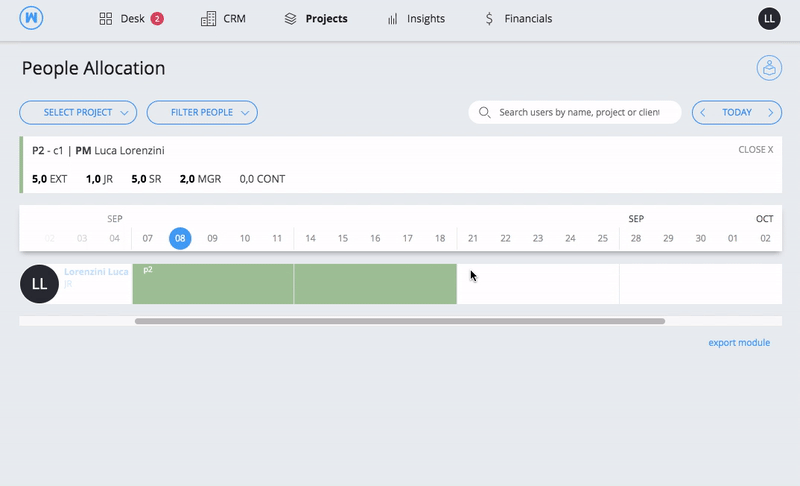 W
Desk 2
CRM
Projects
Insights
$ Financials
LL
People Allocation
SELECT PROJECT
FILTER PEOPLE
Search users by name, project or client
TODAY
P2 - c1 | PM Luca Lorenzini
CLOSE X
5,0 EXT 1,0 JR 5,0 SR 2,0 MGR 0,0 CONT
SEP SEP OCT
02 03 04 07 08 09 10 11 14 15 16 17 18 21 22 23 24 25 28 29 30 01 02
LL
Lorenzini Luca
JR
p2
export module